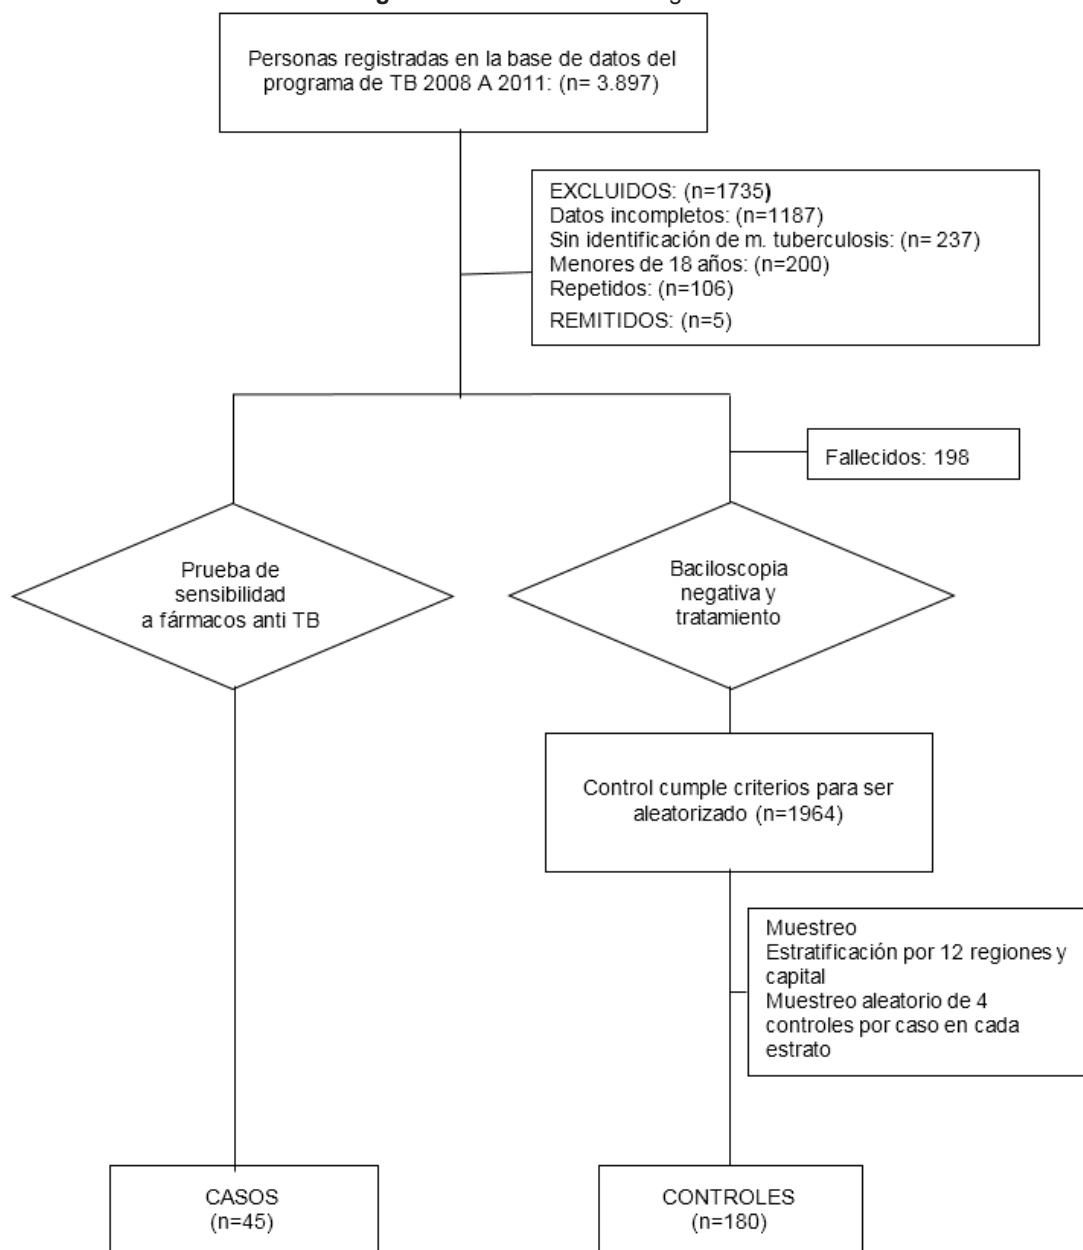 Personas registradas en la base de datos del
programa de TB 2008 A 2011: (n= 3.897)
EXCLUIDOS: (n=1735)
Datos incompletos: (n=1187)
Sin identificación de m. tuberculosis: (n= 237)
Menores de 18 años: (n=200)
Repetidos: (n=106)
REMITIDOS: (n=5)
Fallecidos: 198
Prueba de
sensibilidad
a fármacos anti TB
Baciloscopia
negativa y
tratamiento
Control cumple criterios para ser
aleatorizado (n=1964)
Muestreo
Estratificación por 12 regiones y
capital
Muestreo aleatorio de 4
controles por caso en cada
estrato
CASOS
(n=45)
CONTROLES
(n=180)